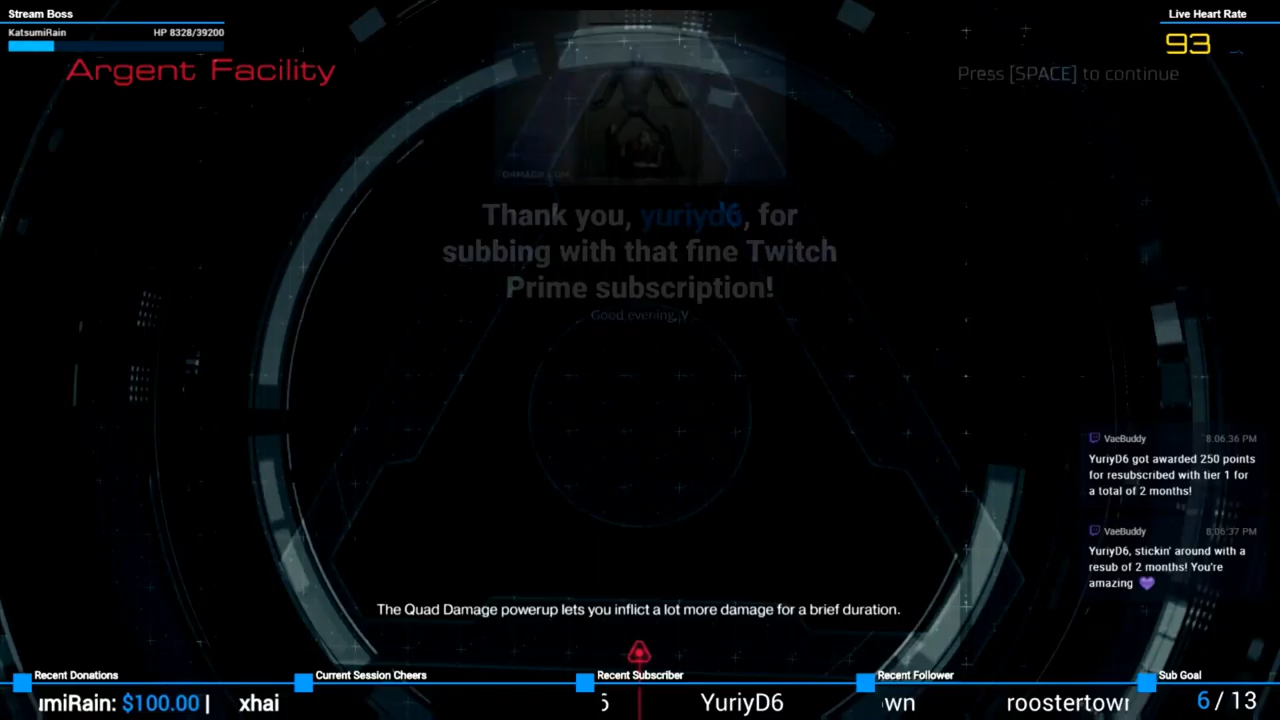 Stream Boss
KatsumiRain HP 8328/39200
Argent Facility
Live Heart Rate
93
Press [SPACE] to continue
Thank you, yuriyd6, for
subbing with that fine Twitch
Prime subscription!
Good evening, V
VaeBuddy 8:06:36 PM
YuriyD6 got awarded 250 points
for resubscribed with tier 1 for
a total of 2 months!
VaeBuddy 8:06:37 PM
YuriyD6, stickin' around with a
resub of 2 months! You're
amazing 💜
The Quad Damage powerup lets you inflict a lot more damage for a brief duration.
Recent Donations
Current Session Cheers
Recent Subscriber
Recent Follower
Sub Goal
umiRain: $100.00 |
xhai
YuriyD6
wn
roostertown
6 / 13